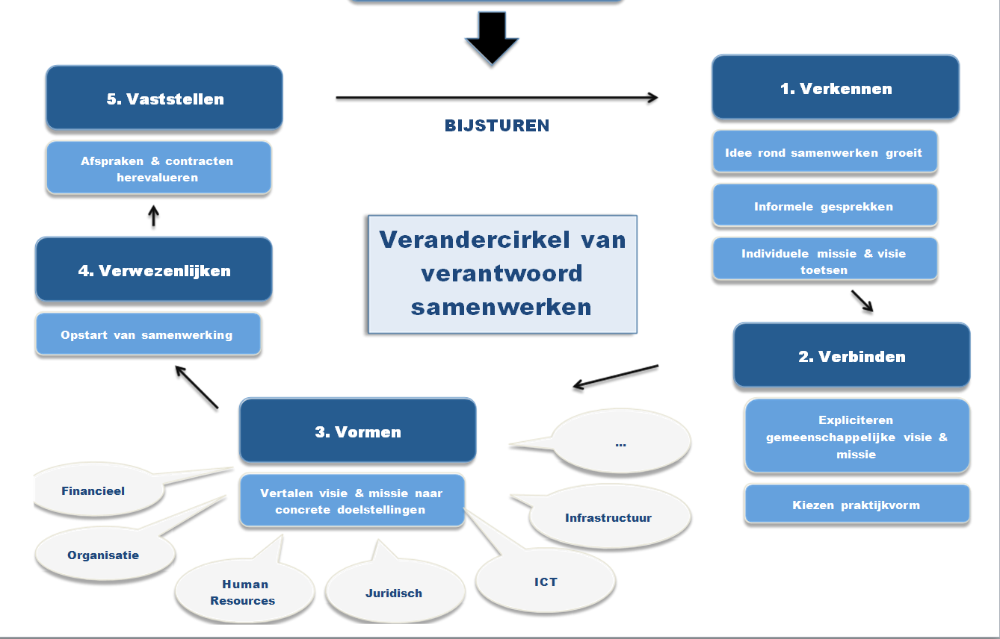 5. Vaststellen
Afspraken & contracten
herevalueren
BIJSTUREN
1. Verkennen
Idee rond samenwerken groeit
Informele gesprekken
Individuele missie & visie
toetsen
Verandercirkel van
verantwoord
samenwerken
4. Verwezenlijken
Opstart van samenwerking
2. Verbinden
Expliciteren
gemeenschappelijke visie &
missie
Kiezen praktijkvorm
3. Vormen
Vertalen visie & missie naar
concrete doelstellingen
Financieel
Organisatie
Human
Resources
Juridisch
ICT
Infrastructuur
...